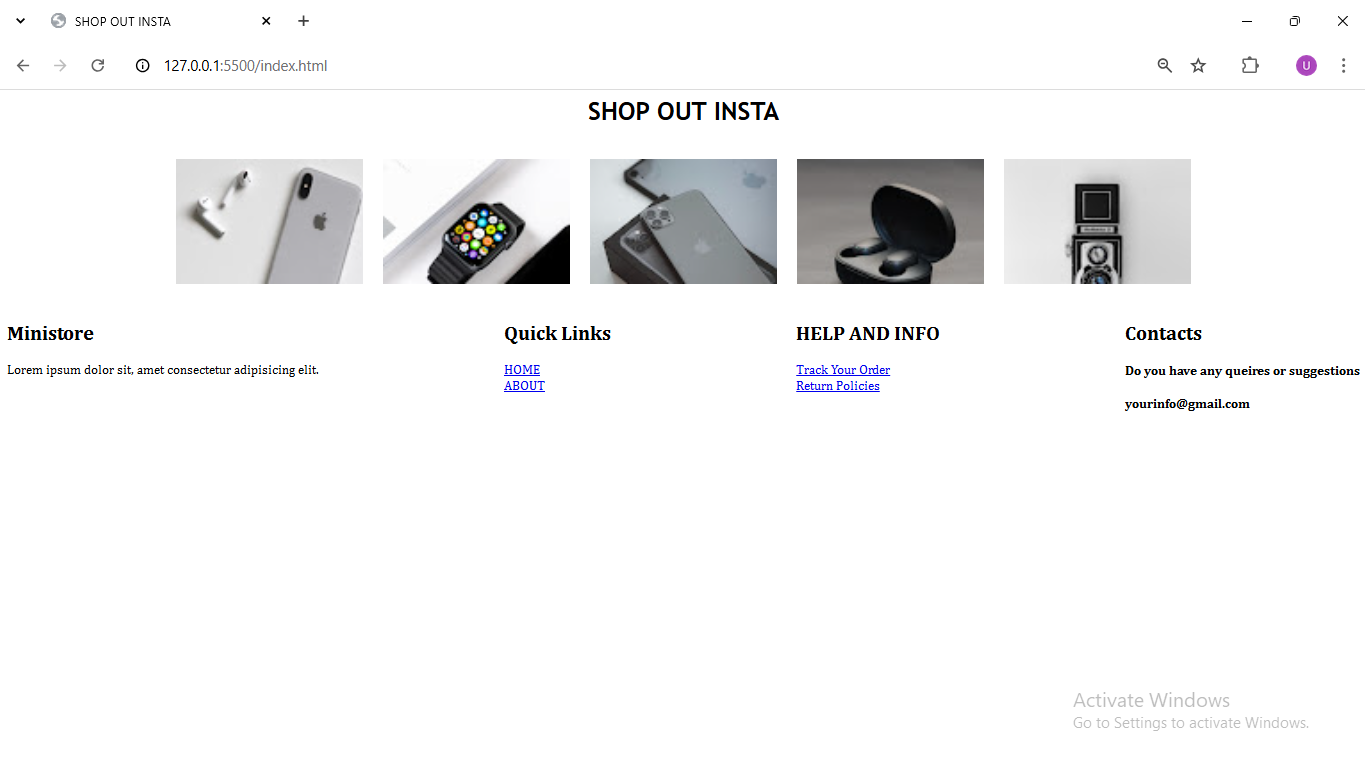 SHOP OUT INSTA
127.0.0.1:5500/index.html
U
SHOP OUT INSTA
Ministore
Lorem ipsum dolor sit, amet consectetur adipisicing elit.
Quick Links
HOME
ABOUT
HELP AND INFO
Track Your Order
Return Policies
Contacts
Do you have any queires or suggestions
yourinfo@gmail.com
Activate Windows
Go to Settings to activate Windows.